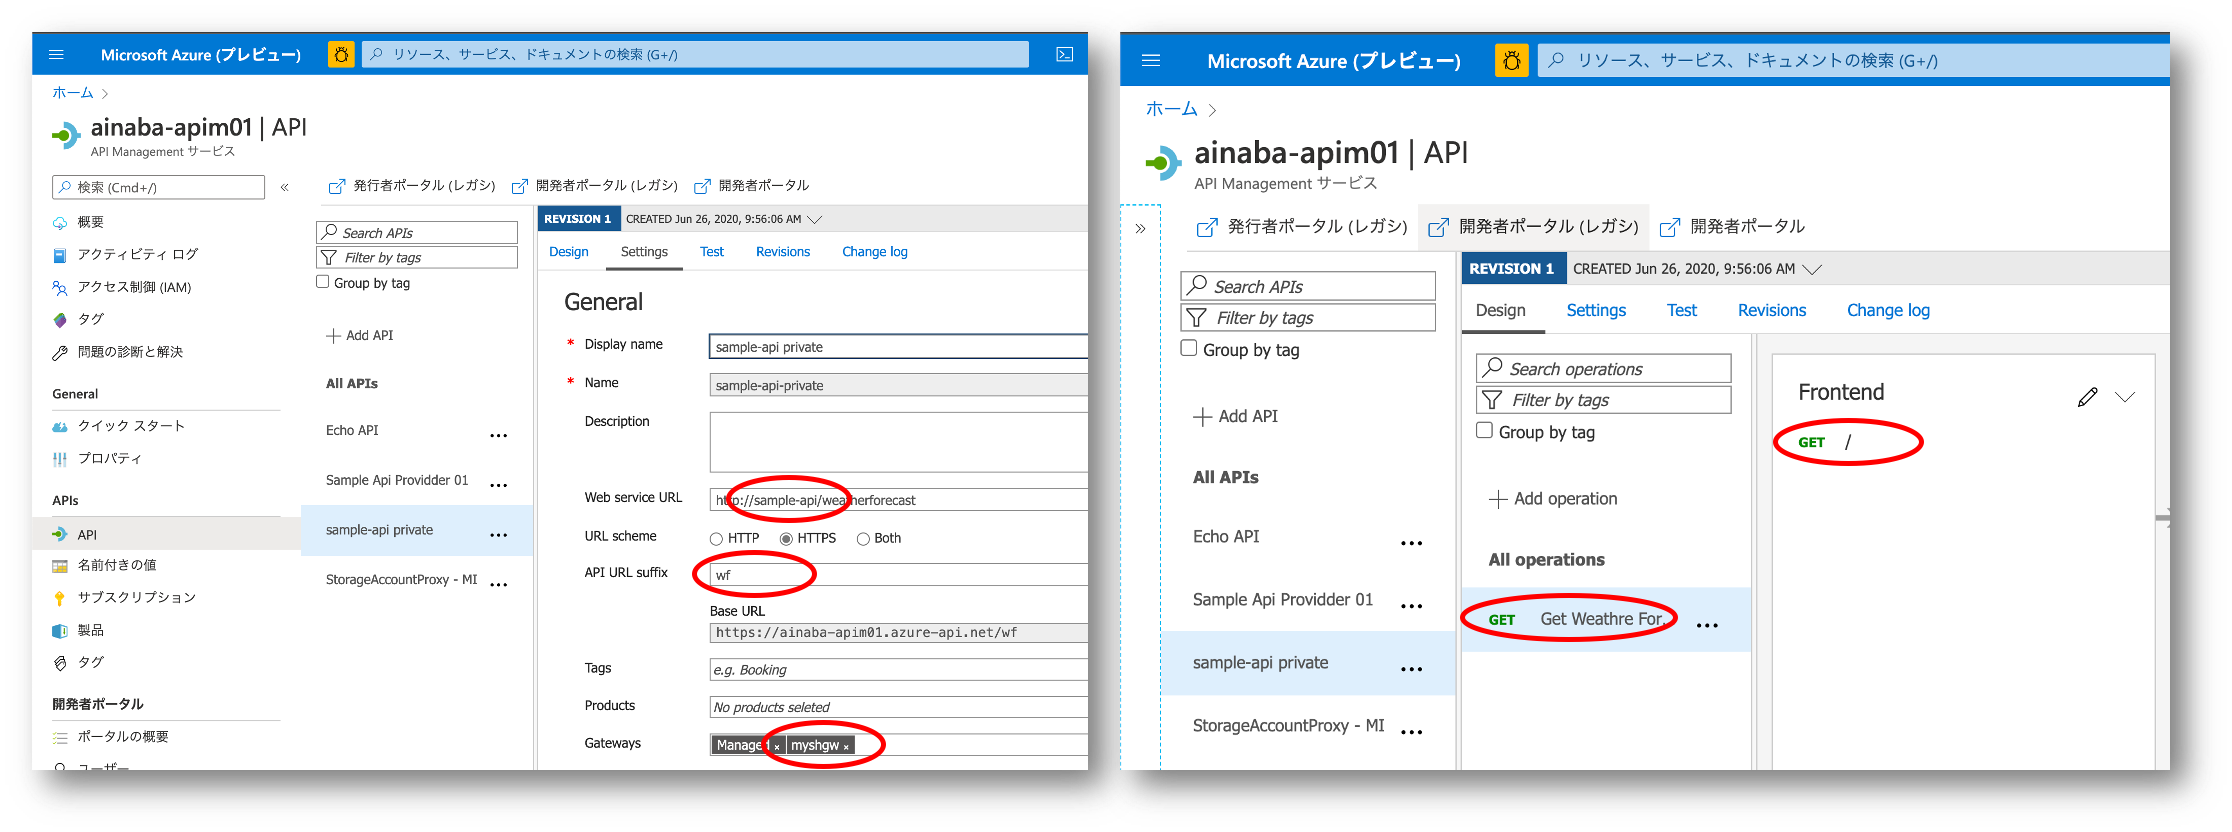 Microsoft Azure (プレビュー)
リソース、サービス、ドキュメントの検索 (G+/)
ホーム
ainaba-apim01 | API
API Management サービス
検索 (Cmd+/)
«
概要
アクティビティ ログ
アクセス制御 (IAM)
タグ
問題の診断と解決
General
クイック スタート
プロパティ
APIs
API
名前付きの値
サブスクリプション
製品
タグ
開発者ポータル
ポータルの概要
ユーザー
発行者ポータル (レガシ)
開発者ポータル (レガシ)
開発者ポータル
Search APIs
Filter by tags
Group by tag
Add API
All APIs
Echo API ...
Sample Api Providder 01 ...
sample-api private ...
StorageAccountProxy - MI ...
REVISION 1 CREATED Jun 26, 2020, 9:56:06 AM
Design Settings Test Revisions Change log
General
* Display name sample-api private
* Name sample-api-private
Description
Web service URL http://sample-api/weatherforecast
URL scheme HTTP HTTPS Both
API URL suffix wf
Base URL
https://ainaba-apim01.azure-api.net/wf
Tags e.g. Booking
Products No products seleted
Gateways Managed × myshgw ×
Microsoft Azure (プレビュー)
リソース、サービス、ドキュメントの検索 (G+/)
ホーム
ainaba-apim01 | API
API Management サービス
»
発行者ポータル (レガシ)
開発者ポータル (レガシ)
開発者ポータル
Search APIs
Filter by tags
Group by tag
Add API
All APIs
Echo API ...
Sample Api Providder 01 ...
sample-api private ...
StorageAccountProxy - MI ...
REVISION 1 CREATED Jun 26, 2020, 9:56:06 AM
Design Settings Test Revisions Change log
Search operations
Filter by tags
Group by tag
Add operation
All operations
GET Get Weathre For. ...
Frontend
GET /